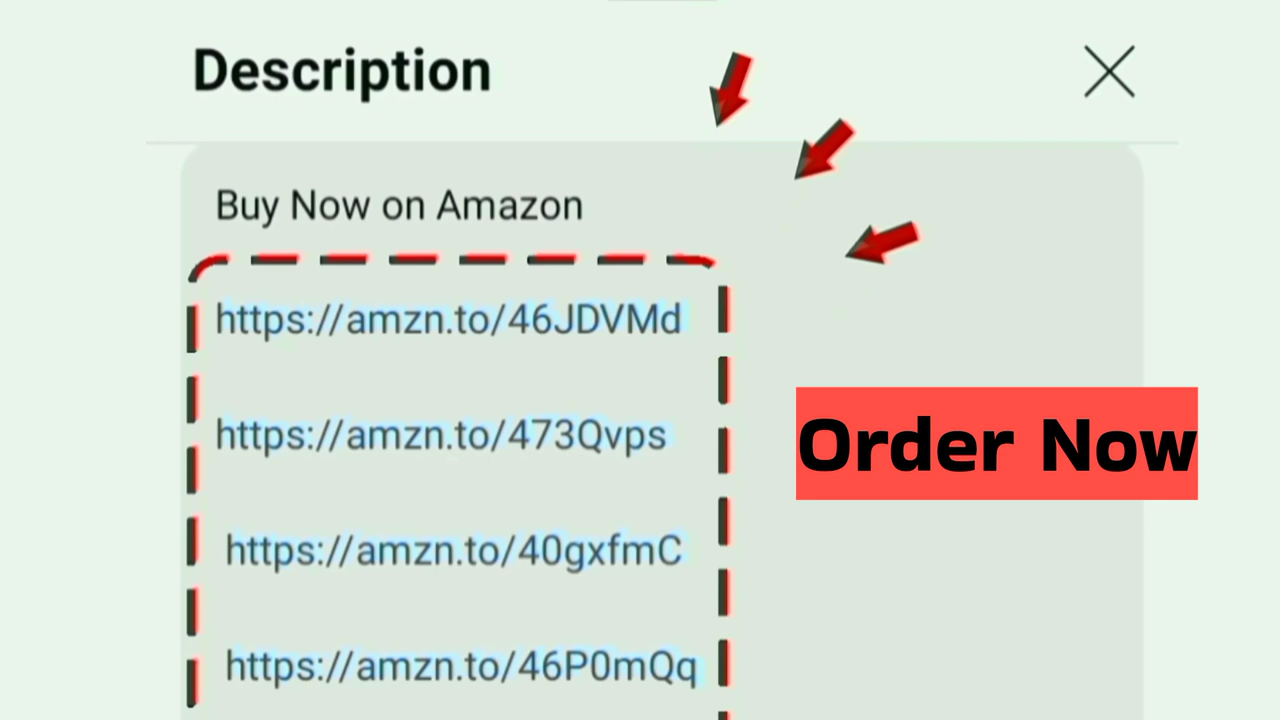 Description
Buy Now on Amazon
https://amzn.to/46JDVMd
https://amzn.to/473Qvps
Order Now
https://amzn.to/40gxfmC
https://amzn.to/46P0mQq